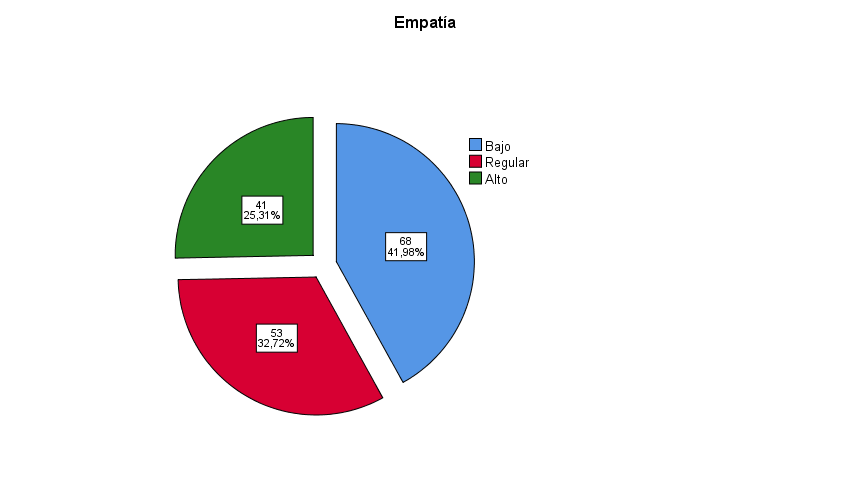 Empatía
Bajo
Regular
Alto
41
25,31%
68
41,98%
53
32,72%